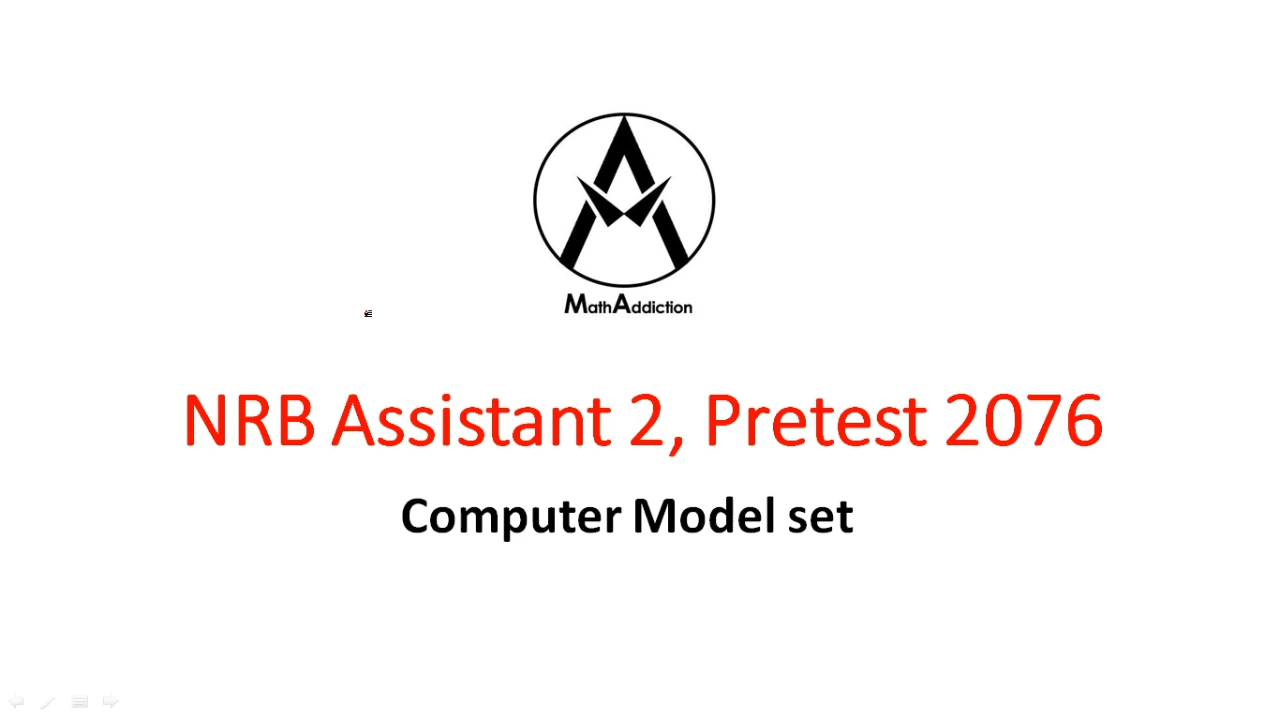 MathAddiction
NRB Assistant 2, Pretest 2076
Computer Model set